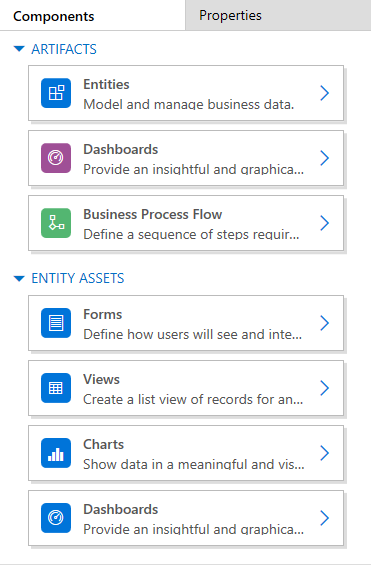 Components
Properties
ARTIFACTS
Entities
Model and manage business data.
Dashboards
Provide an insightful and graphica...
Business Process Flow
Define a sequence of steps requir...
ENTITY ASSETS
Forms
Define how users will see and inte...
Views
Create a list view of records for an...
Charts
Show data in a meaningful and vis...
Dashboards
Provide an insightful and graphica...